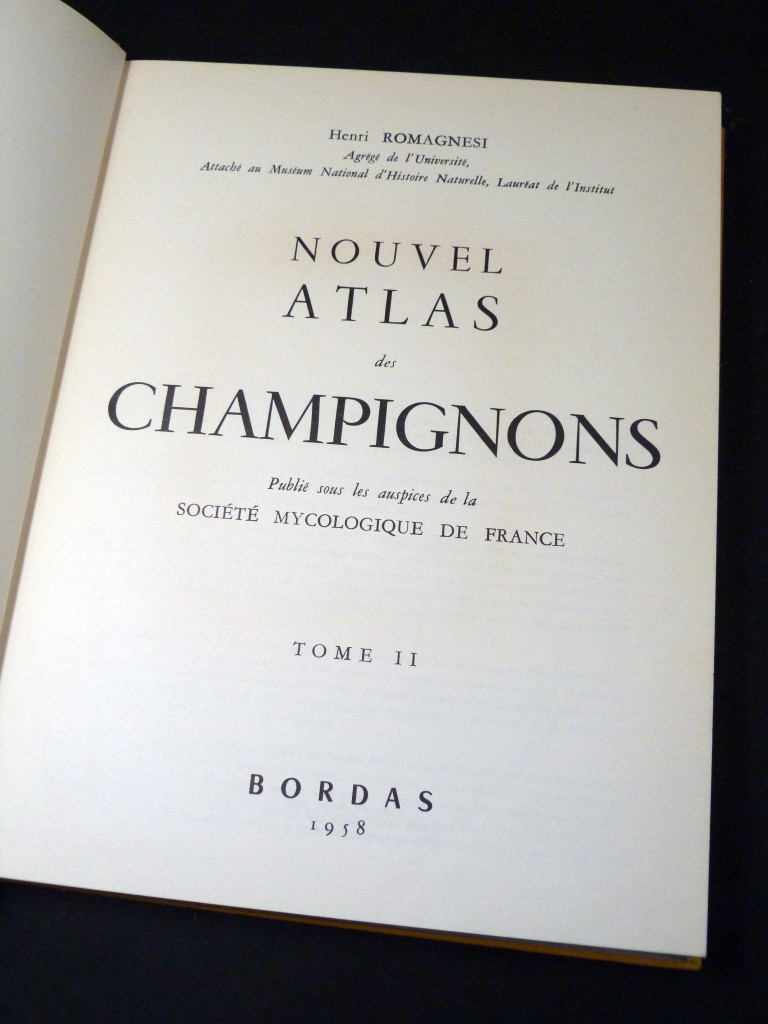 Henri ROMAGNESI
Agrégé de l'Université,
Attaché au Muséum National d'Histoire Naturelle, Lauréat de l'Institut
NOUVEL
ATLAS
des
CHAMPIGNONS
Publié sous les auspices de la
SOCIÉTÉ MYCOLOGIQUE DE FRANCE
TOME II
BORDAS
1958